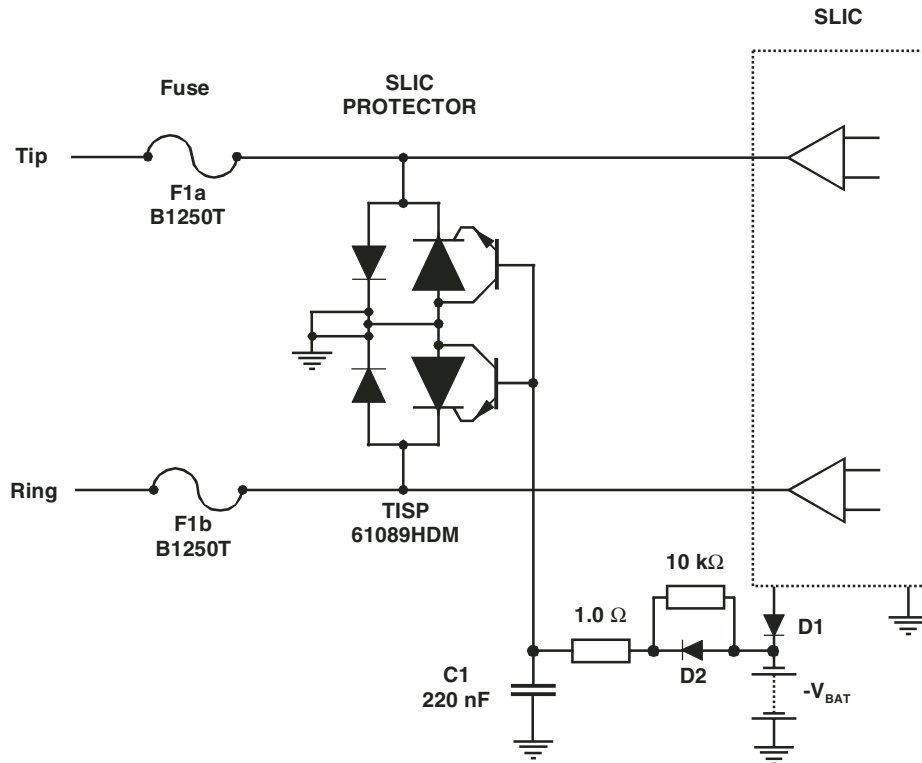 SLIC
Fuse
SLIC
PROTECTOR
Tip
F1a
B1250T
Ring
F1b
B1250T
TISP
61089HDM
10 kΩ
1.0 Ω
D1
D2
C1
220 nF
-VBAT